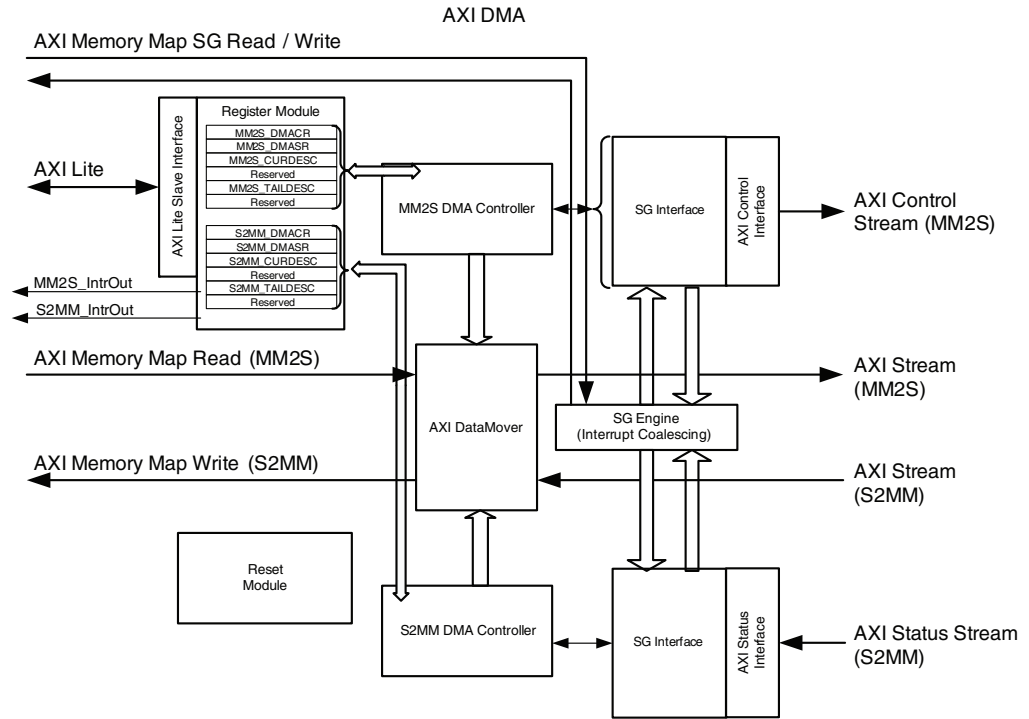 AXI DMA
AXI Memory Map SG Read / Write
AXI Lite Slave Interface
Register Module
MM2S_DMACR
MM2S_DMASR
MM2S_CURDESC
Reserved
MM2S_TAILDESC
Reserved
S2MM_DMACR
S2MM_DMASR
S2MM_CURDESC
Reserved
S2MM_TAILDESC
Reserved
AXI Lite
MM2S_IntrOut
S2MM_IntrOut
MM2S DMA Controller
SG Interface
AXI Control
Interface
AXI Control
Stream (MM2S)
AXI Memory Map Read (MM2S)
AXI DataMover
AXI Stream
(MM2S)
SG Engine
(Interrupt Coalescing)
AXI Memory Map Write (S2MM)
AXI Stream
(S2MM)
Reset
Module
S2MM DMA Controller
SG Interface
AXI Status
Interface
AXI Status Stream
(S2MM)